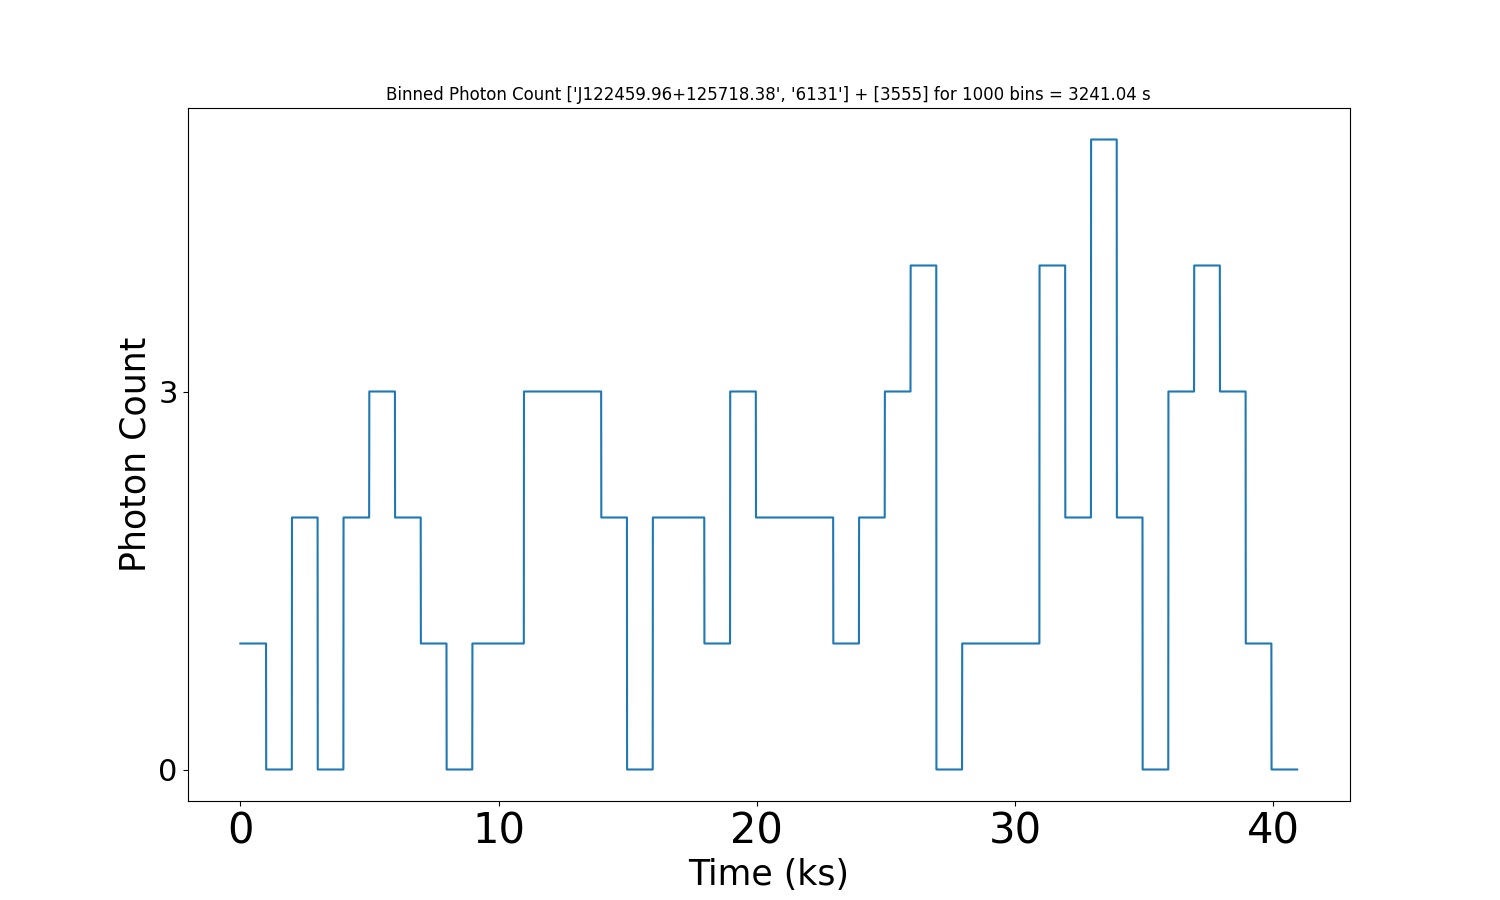 Binned Photon Count ['J122459.96+125718.38', '6131'] + [3555] for 1000 bins = 3241.04 s
Photon Count
3
0
0 10 20 30 40
Time (ks)